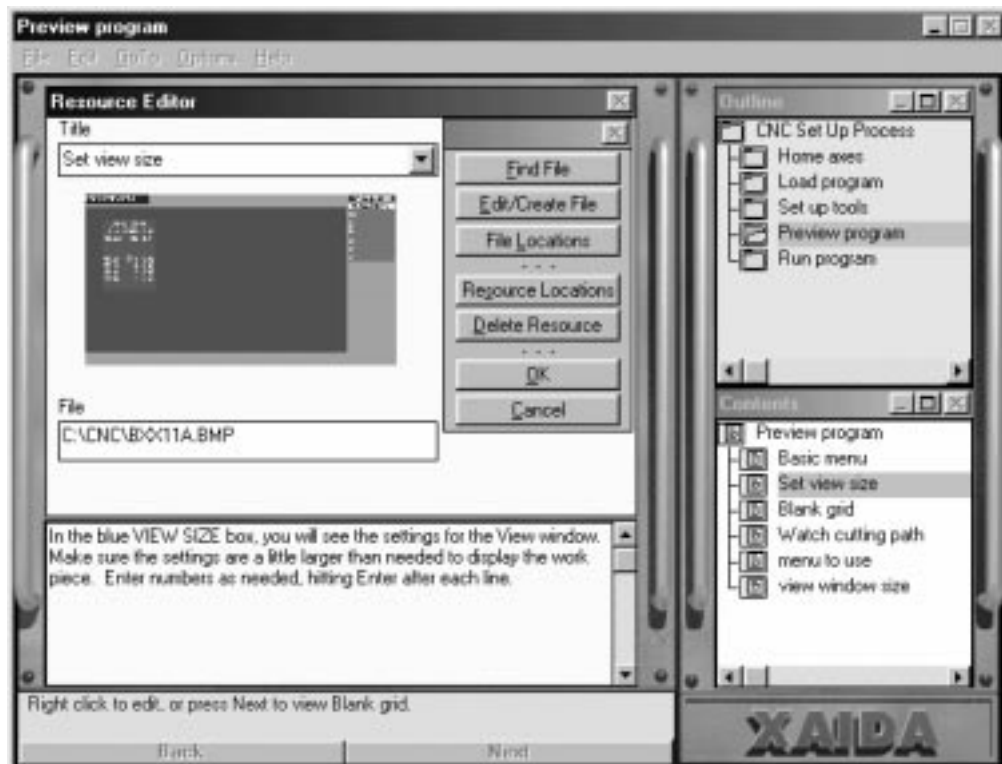 Preview program
File Edit GoTo Options Help
Resource Editor
Title
Set view size
File
C:\CNC\BXX11A.BMP
Find File
Edit/Create File
File Locations
- - -
Resource Locations
Delete Resource
- - -
OK
Cancel
In the blue VIEW SIZE box, you will see the settings for the View window.
Make sure the settings are a little larger than needed to display the work
piece. Enter numbers as needed, hitting Enter after each line.
Right click to edit, or press Next to view Blank grid.
Back Next
Outline
CNC Set Up Process
Home axes
Load program
Set up tools
Preview program
Run program
Contents
Preview program
Basic menu
Set view size
Blank grid
Watch cutting path
menu to use
view window size
XAIDA